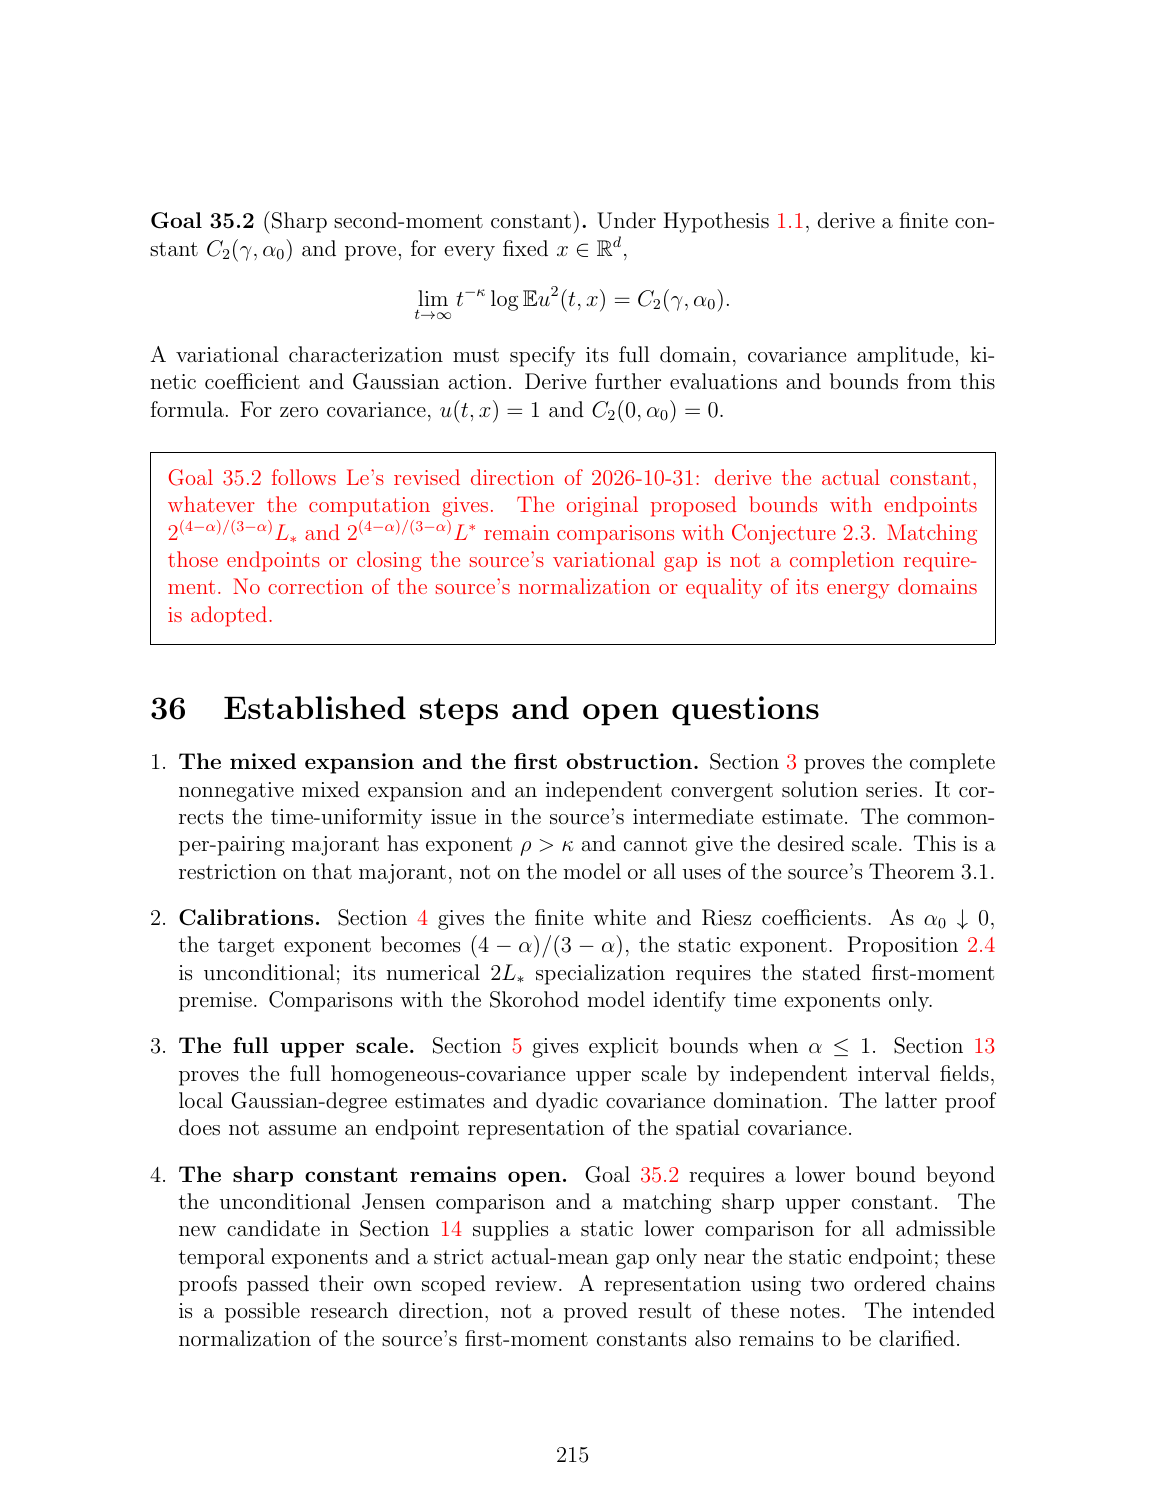 Goal 35.2 (Sharp second-moment constant). Under Hypothesis 1.1, derive a finite con-
stant C₂(γ, α₀) and prove, for every fixed x ∈ ℝᵈ,
lim_{t→∞} t^{−κ} log 𝔼u²(t, x) = C₂(γ, α₀).
A variational characterization must specify its full domain, covariance amplitude, ki-
netic coefficient and Gaussian action. Derive further evaluations and bounds from this
formula. For zero covariance, u(t, x) = 1 and C₂(0, α₀) = 0.
Goal 35.2 follows Le's revised direction of 2026-10-31: derive the actual constant,
whatever the computation gives. The original proposed bounds with endpoints
2^{(4−α)/(3−α)}L_* and 2^{(4−α)/(3−α)}L^* remain comparisons with Conjecture 2.3. Matching
those endpoints or closing the source's variational gap is not a completion require-
ment. No correction of the source's normalization or equality of its energy domains
is adopted.
36 Established steps and open questions
1. The mixed expansion and the first obstruction. Section 3 proves the complete
nonnegative mixed expansion and an independent convergent solution series. It cor-
rects the time-uniformity issue in the source's intermediate estimate. The common-
per-pairing majorant has exponent ρ > κ and cannot give the desired scale. This is a
restriction on that majorant, not on the model or all uses of the source's Theorem 3.1.
2. Calibrations. Section 4 gives the finite white and Riesz coefficients. As α₀ ↓ 0,
the target exponent becomes (4 − α)/(3 − α), the static exponent. Proposition 2.4
is unconditional; its numerical 2L_* specialization requires the stated first-moment
premise. Comparisons with the Skorohod model identify time exponents only.
3. The full upper scale. Section 5 gives explicit bounds when α ≤ 1. Section 13
proves the full homogeneous-covariance upper scale by independent interval fields,
local Gaussian-degree estimates and dyadic covariance domination. The latter proof
does not assume an endpoint representation of the spatial covariance.
4. The sharp constant remains open. Goal 35.2 requires a lower bound beyond
the unconditional Jensen comparison and a matching sharp upper constant. The
new candidate in Section 14 supplies a static lower comparison for all admissible
temporal exponents and a strict actual-mean gap only near the static endpoint; these
proofs passed their own scoped review. A representation using two ordered chains
is a possible research direction, not a proved result of these notes. The intended
normalization of the source's first-moment constants also remains to be clarified.
215